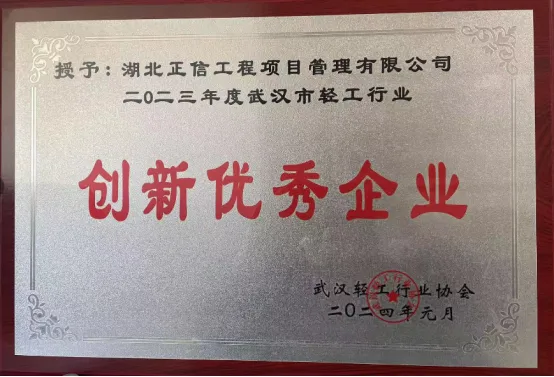 授予：湖北正信工程项目管理有限公司
二〇二三年度武汉市轻工行业
创新优秀企业
武汉轻工行业协会
二〇二四年元月